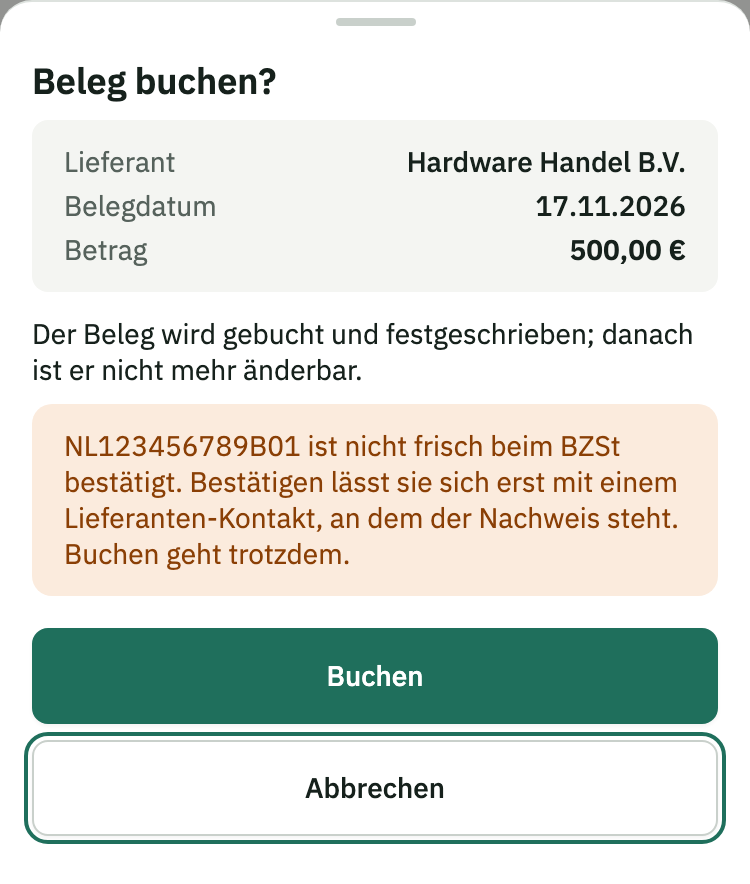 Beleg buchen?
Lieferant Hardware Handel B.V.
Belegdatum 17.11.2026
Betrag 500,00 €
Der Beleg wird gebucht und festgeschrieben; danach
ist er nicht mehr änderbar.
NL123456789B01 ist nicht frisch beim BZSt
bestätigt. Bestätigen lässt sie sich erst mit einem
Lieferanten-Kontakt, an dem der Nachweis steht.
Buchen geht trotzdem.
Buchen
Abbrechen